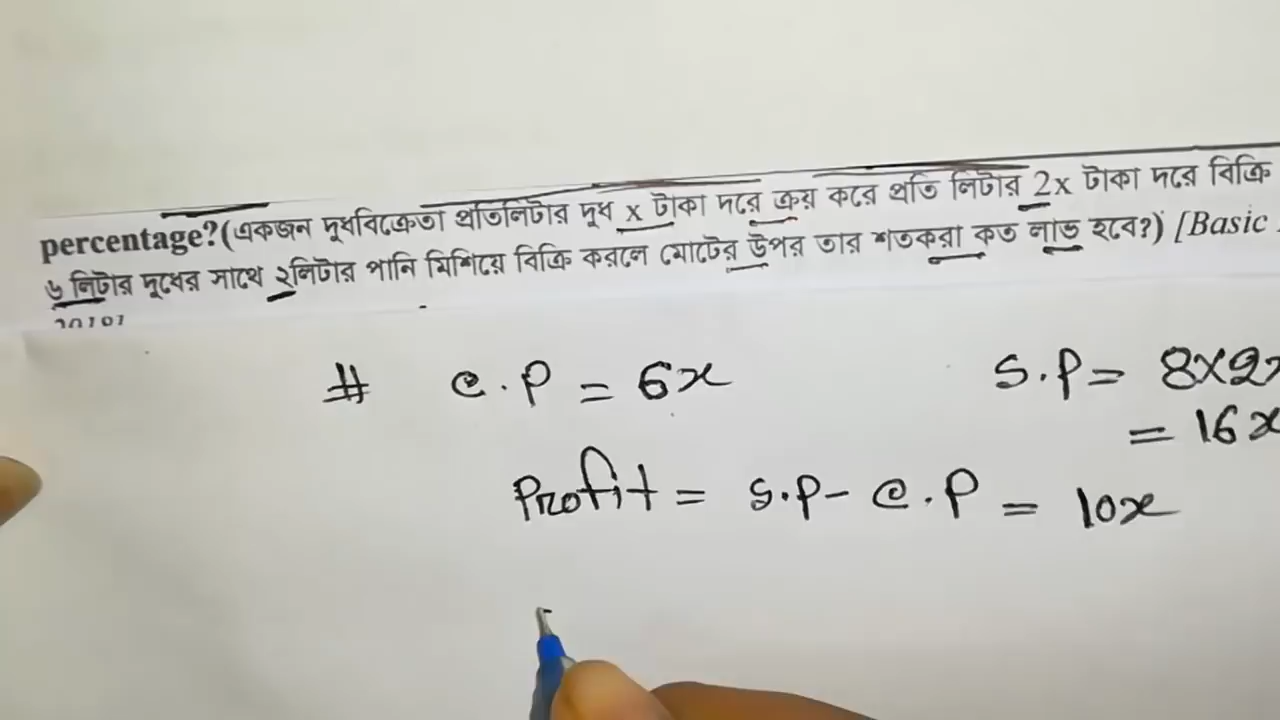 percentage?(একজন দুধবিক্রেতা প্রতিলিটার দুধ x টাকা দরে ক্রয় করে প্রতি লিটার 2x টাকা দরে বিক্রি
৬ লিটার দুধের সাথে ২লিটার পানি মিশিয়ে বিক্রি করলে মোটের উপর তার শতকরা কত লাভ হবে?) [Basic
# C.P = 6x
S.P = 8×2x
= 16x
Profit = S.P - C.P = 10x